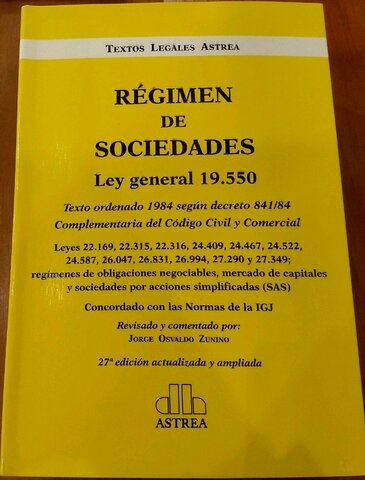 TEXTOS LEGALES ASTREA
RÉGIMEN
DE
SOCIEDADES
Ley general 19.550
Texto ordenado 1984 según decreto 841/84
Complementaria del Código Civil y Comercial
Leyes 22.169, 22.315, 22.316, 24.409, 24.467, 24.522,
24.587, 26.047, 26.831, 26.994, 27.290 y 27.349;
regímenes de obligaciones negociables, mercado de capitales
y sociedades por acciones simplificadas (SAS)
Concordado con las Normas de la IGJ
Revisado y comentado por:
JORGE OSVALDO ZUNINO
27ª edición actualizada y ampliada
ASTREA